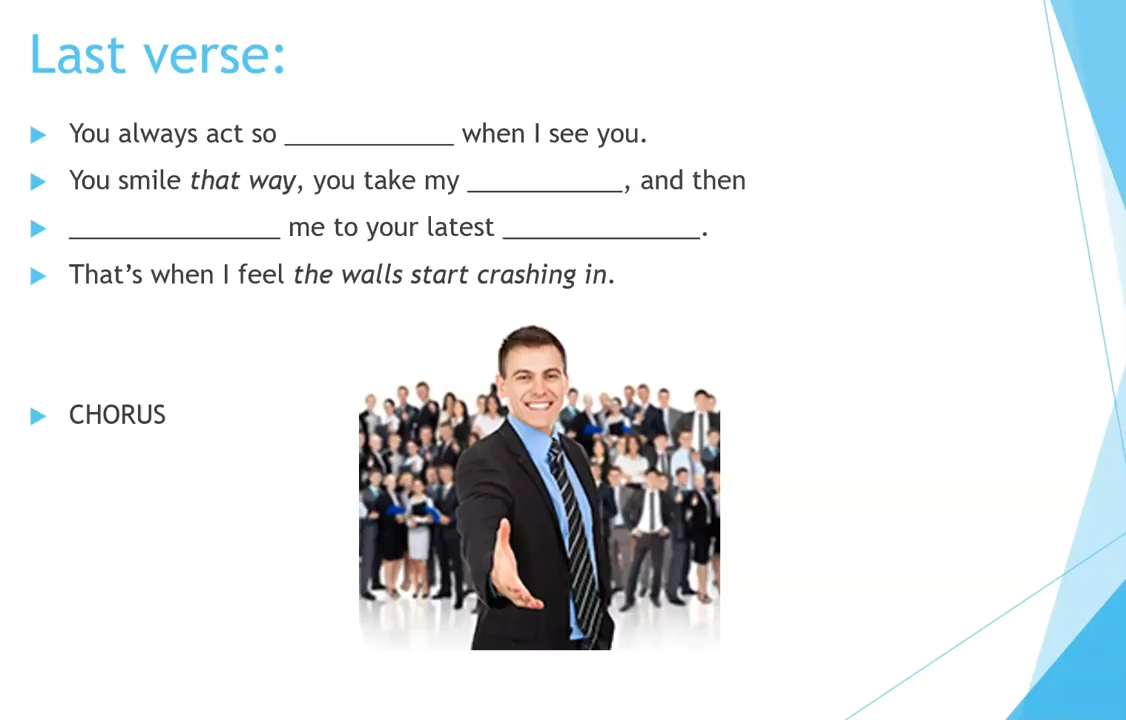 Last verse:
You always act so ____________ when I see you.
You smile that way, you take my ___________, and then
_______________ me to your latest ______________.
That’s when I feel the walls start crashing in.
CHORUS